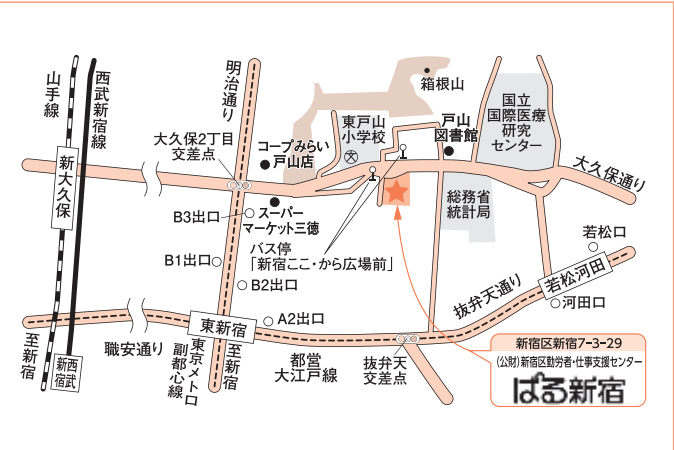 山手線
西武新宿線
明治通り
箱根山
大久保2丁目
交差点
コープみらい
戸山店
東戸山
小学校
文
戸山
図書館
国立
国際医療
研究
センター
新大久保
大久保通り
B3出口
スーパー
マーケット三徳
総務省
統計局
B1出口
バス停
「新宿ここ・から広場前」
B2出口
若松口
若松河田
河田口
抜弁天通り
東新宿
A2出口
至新宿
職安通り
東京メトロ
副都心線
至新宿
都営
大江戸線
抜弁天
交差点
西武
新宿
新宿区新宿7-3-29
(公財)新宿区勤労者・仕事支援センター
ぱる新宿